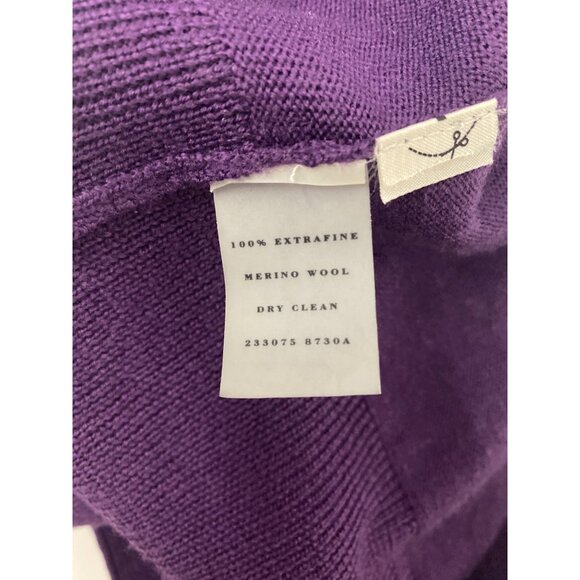 100% EXTRAFINE
MERINO WOOL
DRY CLEAN
233075 8730A